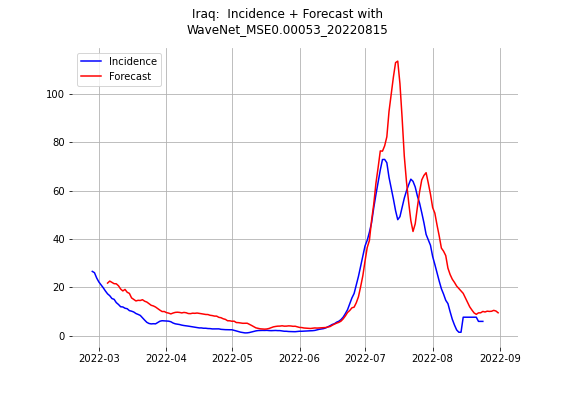 Iraq:  Incidence + Forecast with
WaveNet_MSE0.00053_20220815
Incidence
Forecast
100
80
60
40
20
0
2022-03 2022-04 2022-05 2022-06 2022-07 2022-08 2022-09